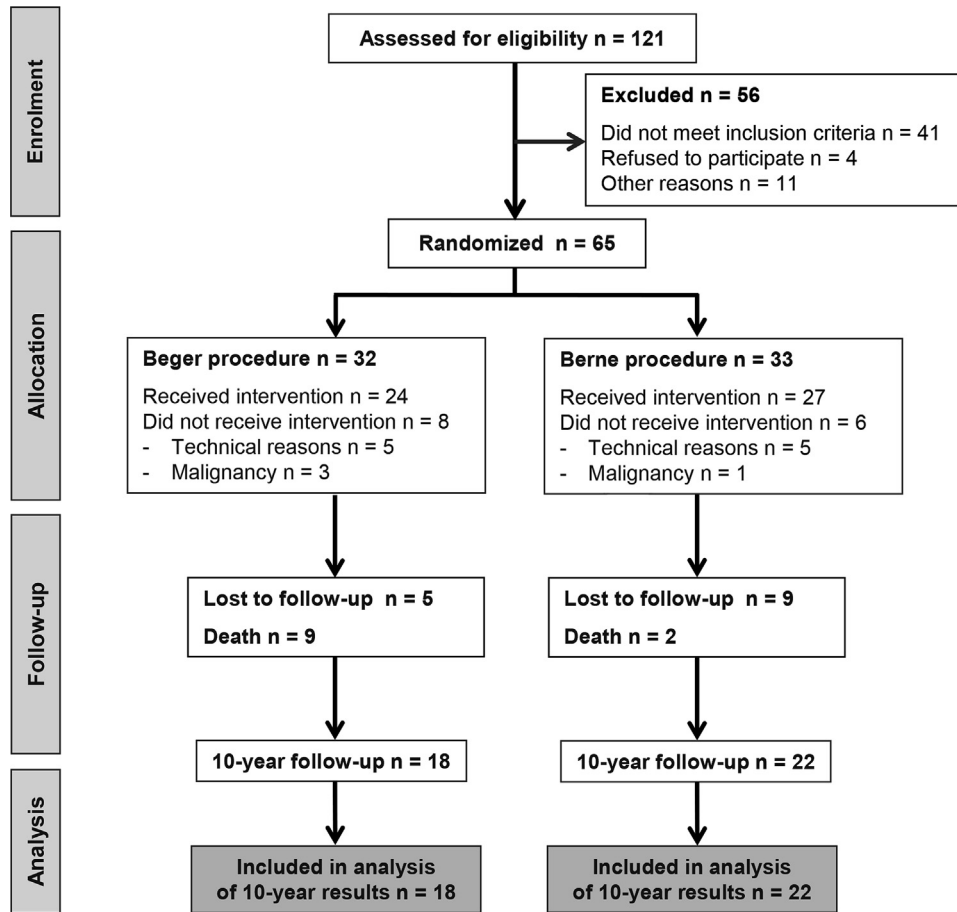 Enrolment
Assessed for eligibility n = 121
Excluded n = 56
Did not meet inclusion criteria n = 41
Refused to participate n = 4
Other reasons n = 11
Allocation
Randomized n = 65
Beger procedure n = 32
Received intervention n = 24
Did not receive intervention n = 8
- Technical reasons n = 5
- Malignancy n = 3
Berne procedure n = 33
Received intervention n = 27
Did not receive intervention n = 6
- Technical reasons n = 5
- Malignancy n = 1
Follow-up
Lost to follow-up n = 5
Death n = 9
Lost to follow-up n = 9
Death n = 2
10-year follow-up n = 18
10-year follow-up n = 22
Analysis
Included in analysis
of 10-year results n = 18
Included in analysis
of 10-year results n = 22